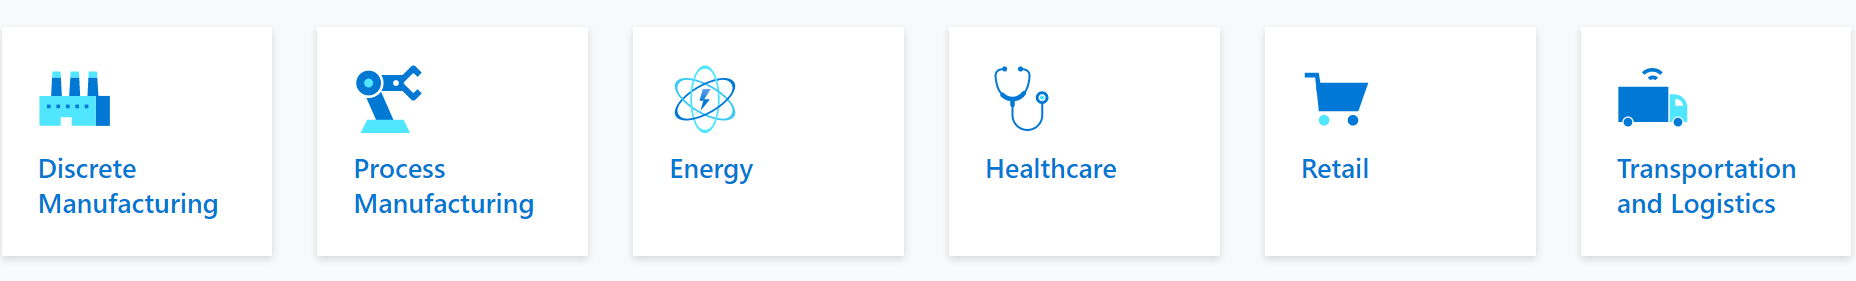 Discrete
Manufacturing
Process
Manufacturing
Energy
Healthcare
Retail
Transportation
and Logistics